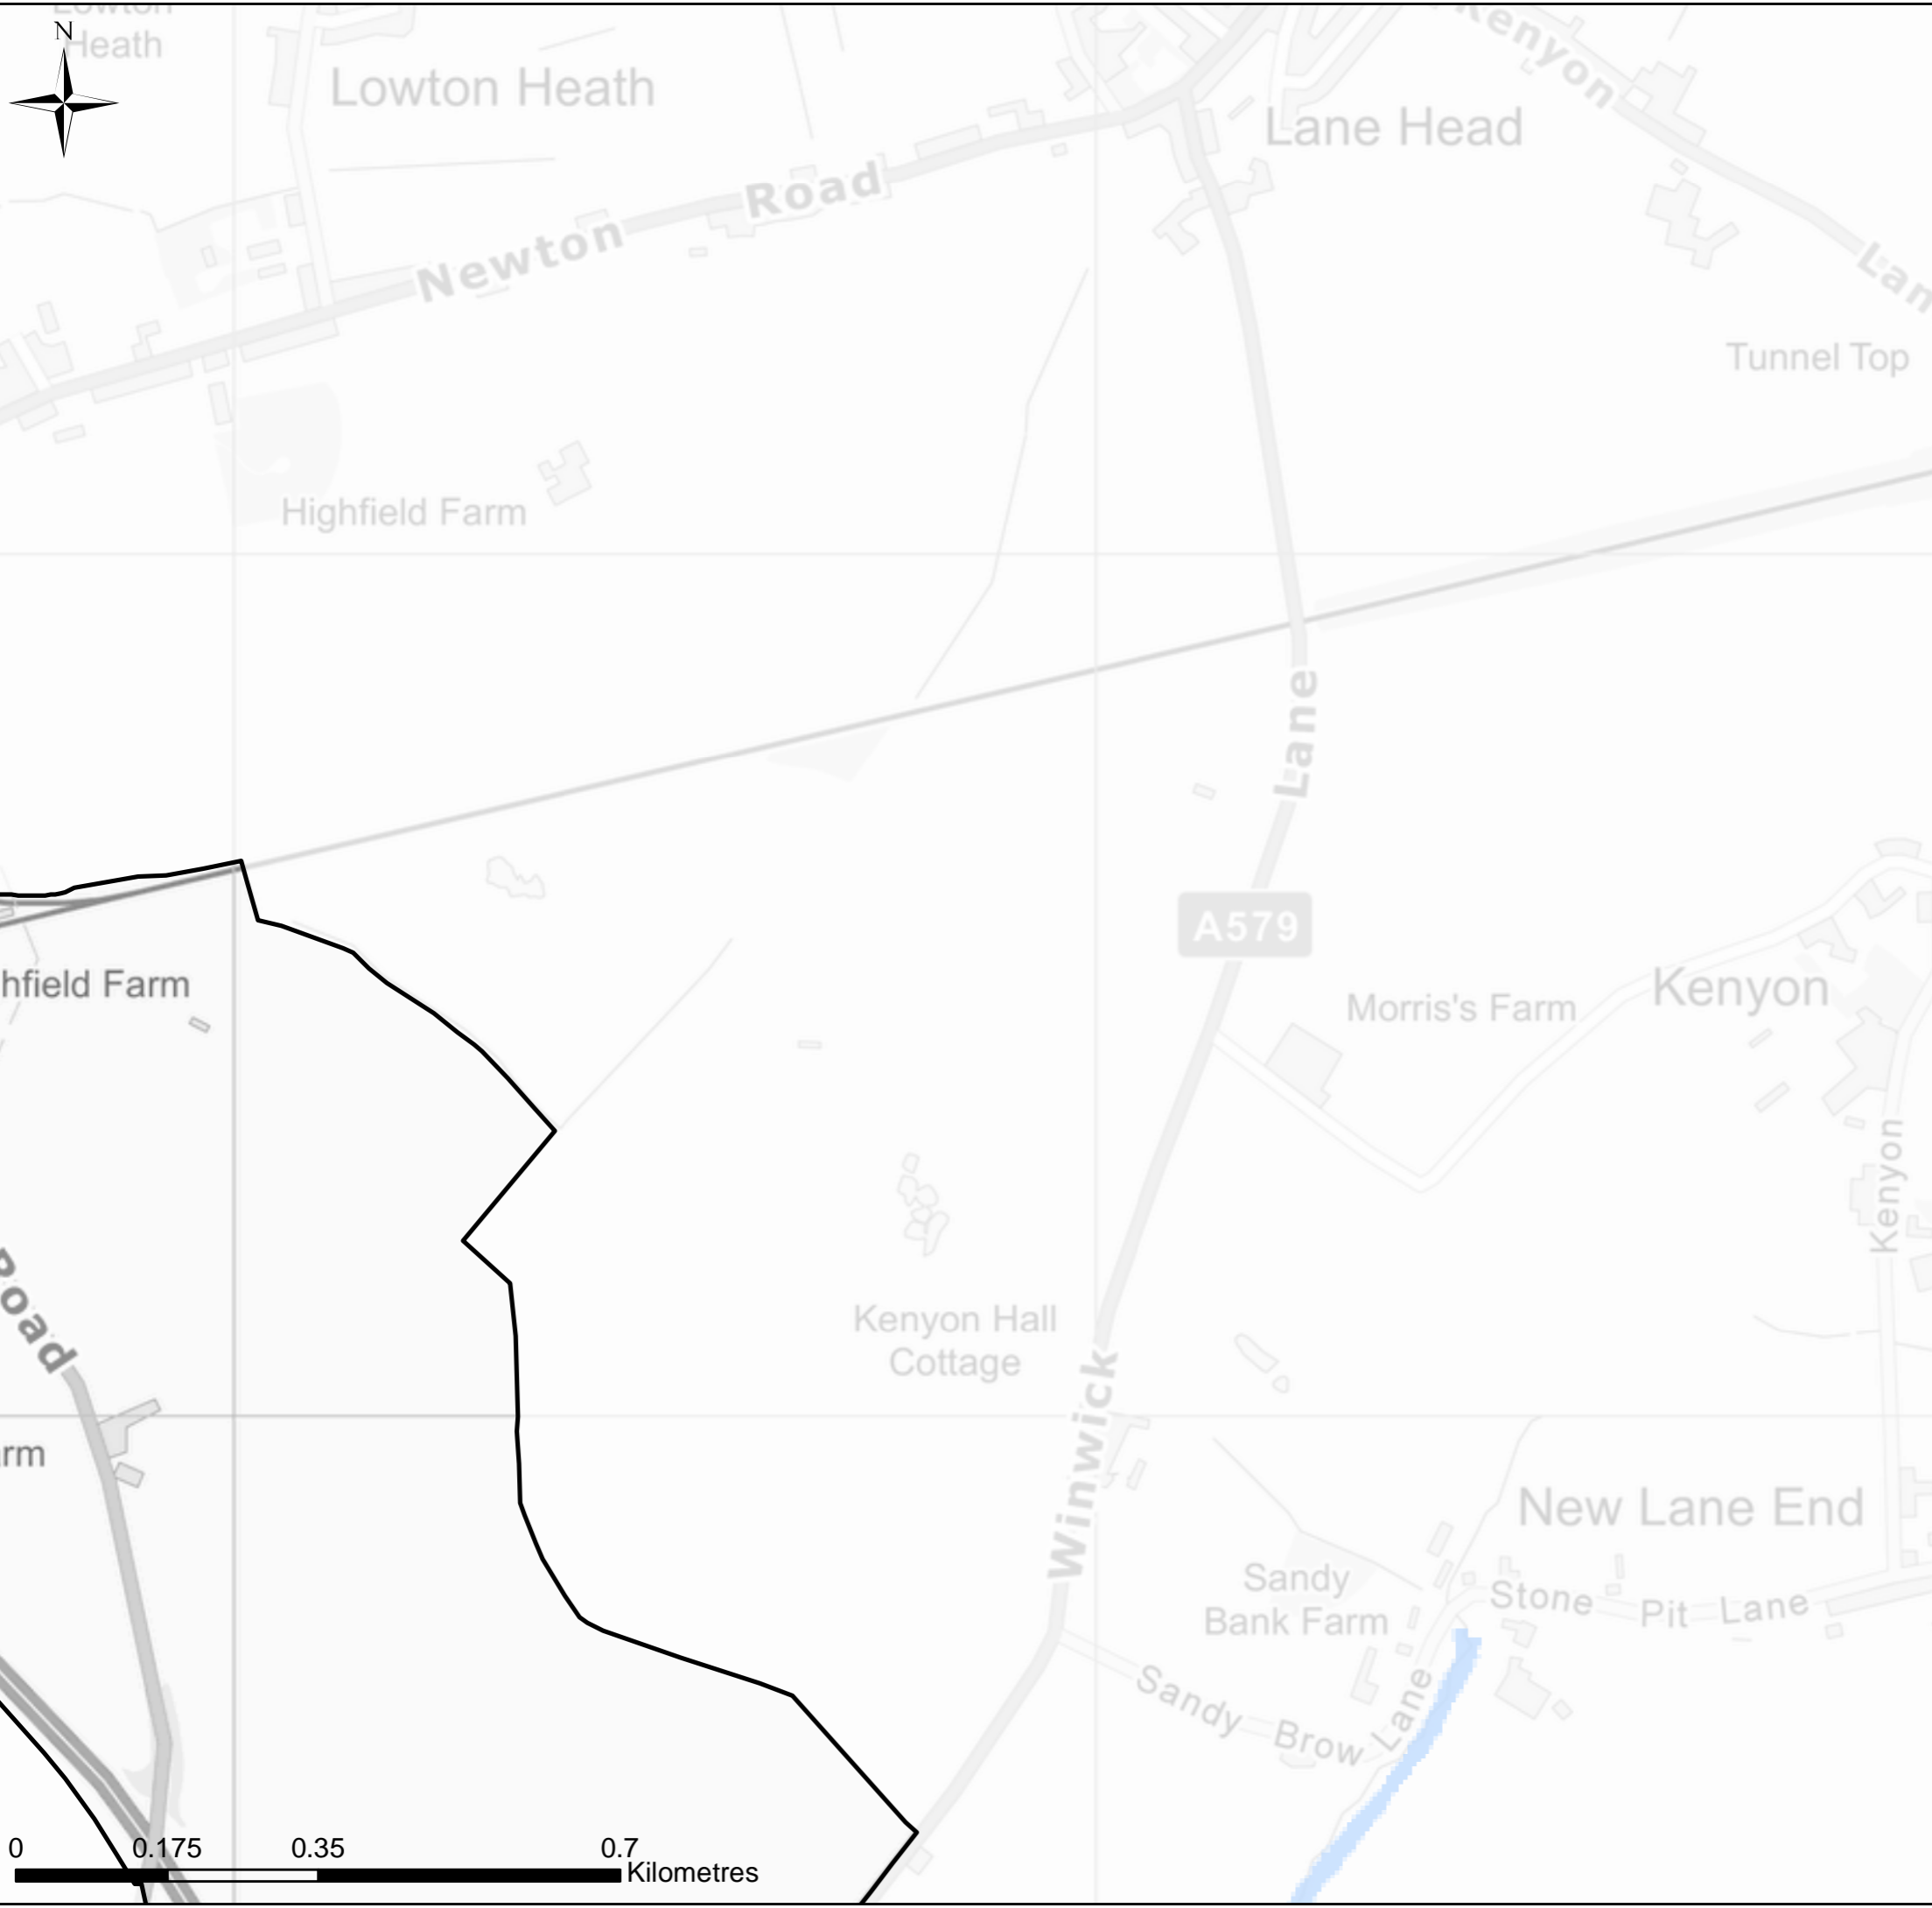 Lowton
Heath
N
Lowton Heath
Kenyon
Lane Head
Newton Road
Tunnel Top
Highfield Farm
Lane
A579
hfield Farm
Morris's Farm
Kenyon
Kenyon
Road
Kenyon Hall
Cottage
Winwick
arm
New Lane End
Sandy
Bank Farm
Stone Pit Lane
Sandy Brow Lane
0 0.175 0.35 0.7
Kilometres